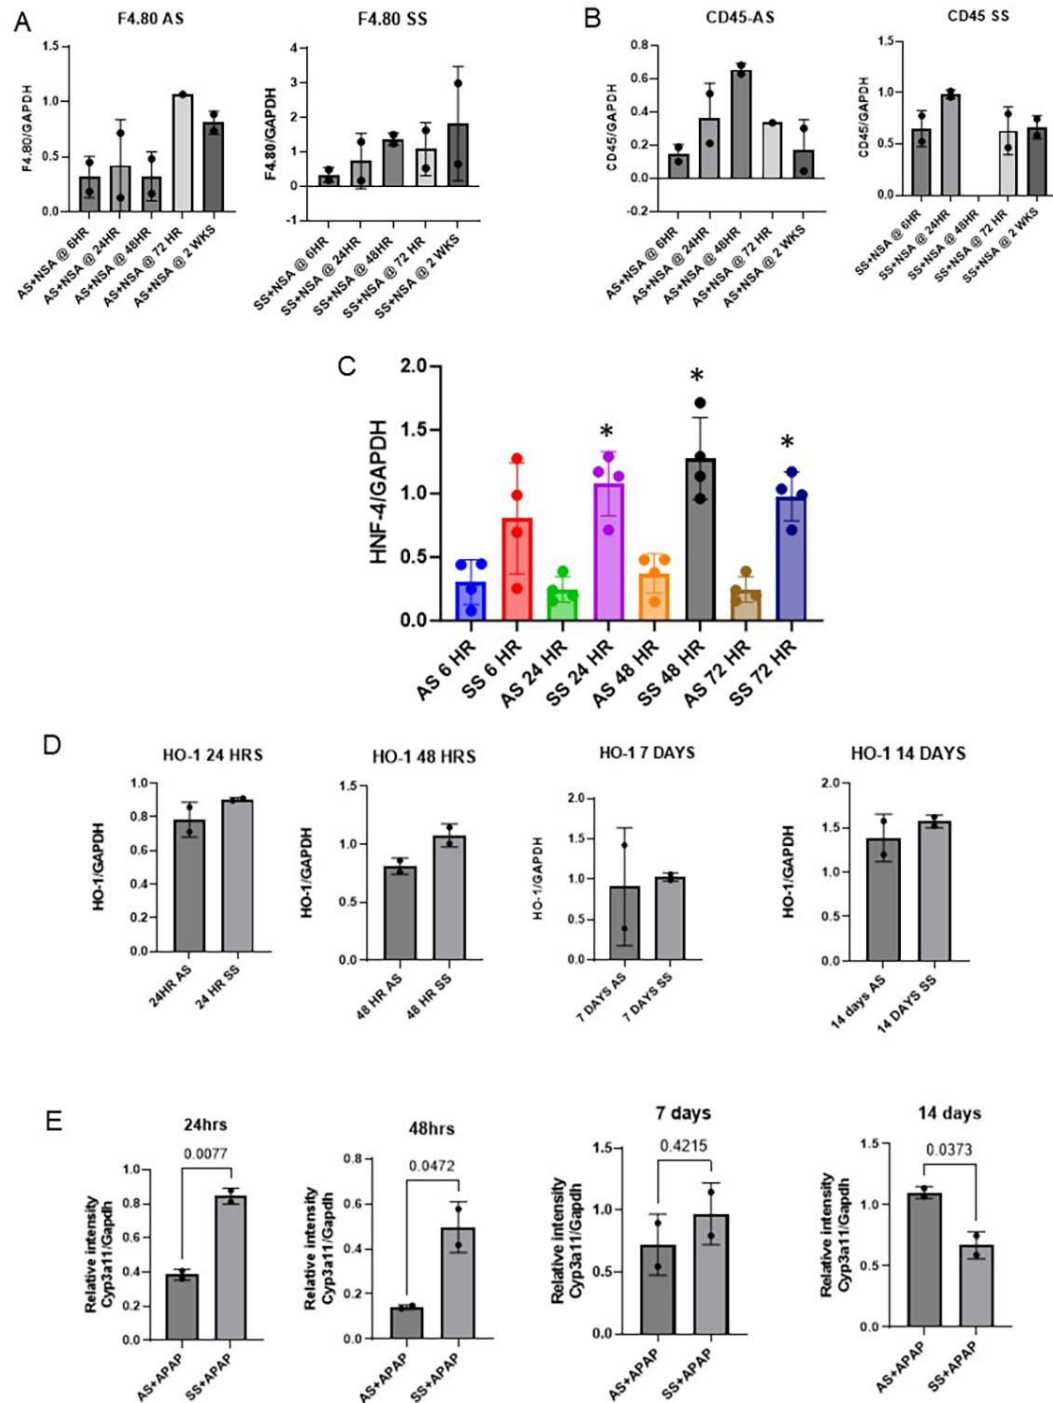 A
F4.80 AS
F4.80/GAPDH
1.5
1.0
0.5
0.0
AS+NSA @ 6HR
AS+NSA @ 24HR
AS+NSA @ 48HR
AS+NSA @ 72 HR
AS+NSA @ 2 WKS
F4.80 SS
F4.80/GAPDH
4
3
2
1
0
-1
SS+NSA @ 6HR
SS+NSA @ 24HR
SS+NSA @ 48HR
SS+NSA @ 72 HR
SS+NSA @ 2 WKS
B
CD45-AS
CD45/GAPDH
0.8
0.6
0.4
0.2
0.0
-0.2
AS+NSA @ 6HR
AS+NSA @ 24HR
AS+NSA @ 48HR
AS+NSA @ 72 HR
AS+NSA @ 2 WKS
CD45 SS
CD45/GAPDH
1.5
1.0
0.5
0.0
SS+NSA @ 6HR
SS+NSA @ 24HR
SS+NSA @ 48HR
SS+NSA @ 72 HR
SS+NSA @ 2 WKS
C
HNF-4/GAPDH
2.0
1.5
1.0
0.5
0.0
*
*
*
AS 6 HR
SS 6 HR
AS 24 HR
SS 24 HR
AS 48 HR
SS 48 HR
AS 72 HR
SS 72 HR
D
HO-1 24 HRS
HO-1/GAPDH
1.0
0.8
0.6
0.4
0.2
0.0
24HR AS
24 HR SS
HO-1 48 HRS
HO-1/GAPDH
1.5
1.0
0.5
0.0
48 HR AS
48 HR SS
HO-1 7 DAYS
HO-1/GAPDH
2.0
1.5
1.0
0.5
0.0
7 DAYS AS
7 DAYS SS
HO-1 14 DAYS
HO-1/GAPDH
2.0
1.5
1.0
0.5
0.0
14 days AS
14 DAYS SS
E
24hrs
0.0077
Relative intensity
Cyp3a11/Gapdh
1.0
0.8
0.6
0.4
0.2
0.0
AS+APAP
SS+APAP
48hrs
0.0472
Relative intensity
Cyp3a11/Gapdh
0.8
0.6
0.4
0.2
0.0
AS+APAP
SS+APAP
7 days
0.4215
Relative intensity
Cyp3a11/Gapdh
1.5
1.0
0.5
0.0
AS+APAP
SS+APAP
14 days
0.0373
Relative intensity
Cyp3a11/Gapdh
1.5
1.0
0.5
0.0
AS+APAP
SS+APAP